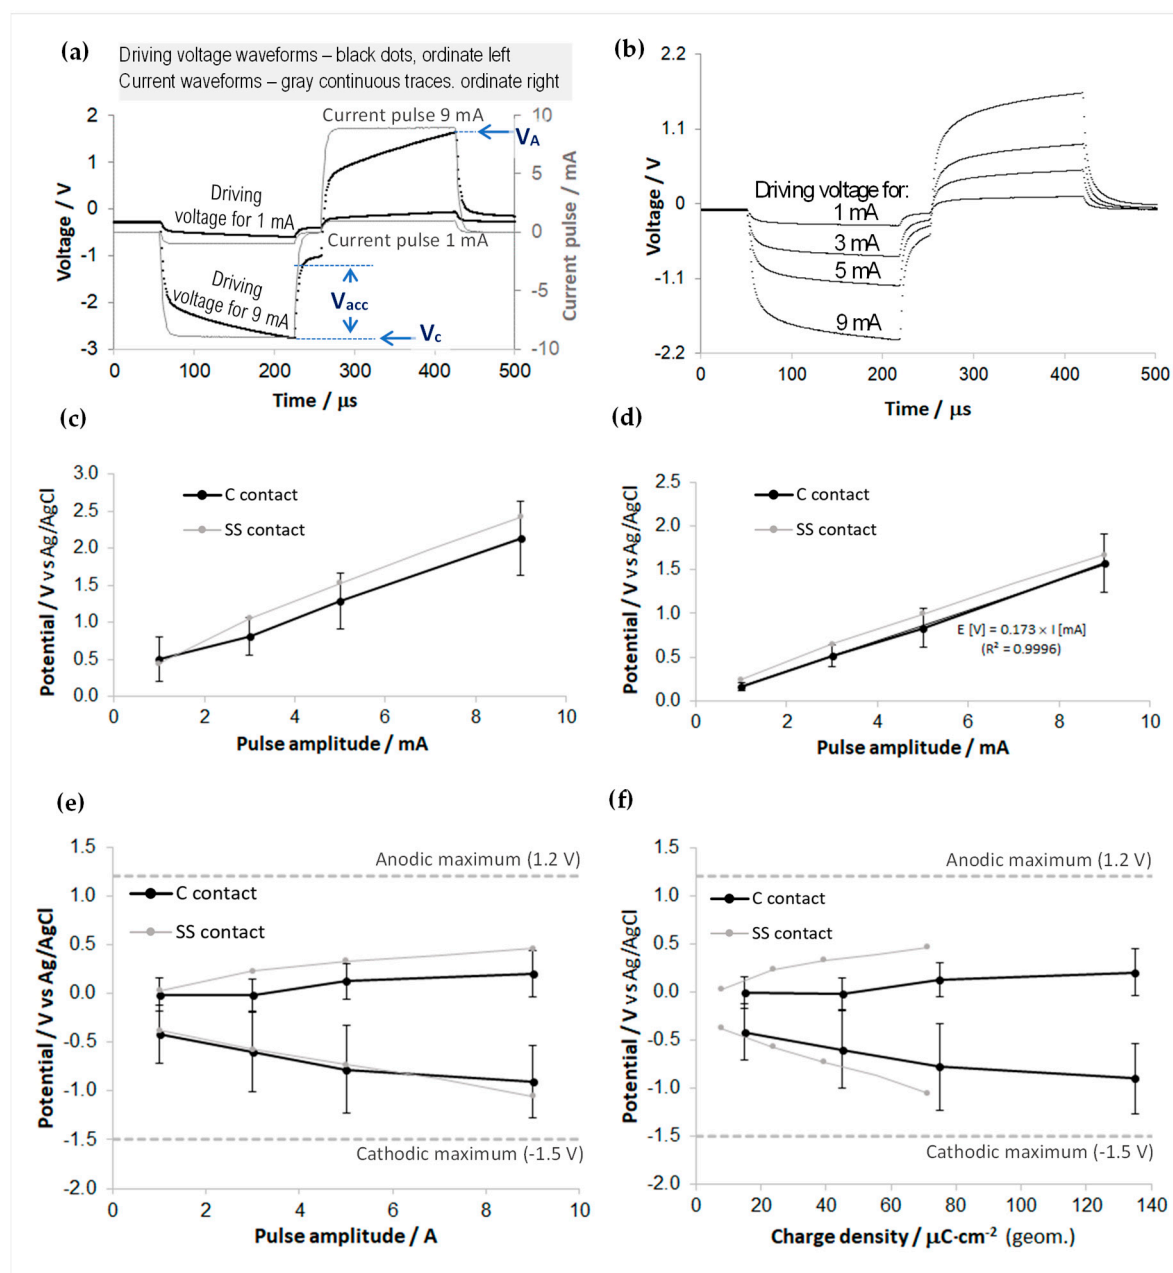 (a)
Driving voltage waveforms – black dots, ordinate left
Current waveforms – gray continuous traces. ordinate right
2
1
0
-1
-2
-3
Voltage / V
10
5
0
-5
-10
Current pulse / mA
Current pulse 9 mA
V_A
Driving
voltage for 1 mA
Current pulse 1 mA
Driving
voltage for 9 mA
V_acc
V_c
0 100 200 300 400 500
Time / µs
(b)
2.2
1.1
0
-1.1
-2.2
Voltage / V
Driving voltage for:
1 mA
3 mA
5 mA
9 mA
0 100 200 300 400 500
Time / µs
(c)
3.0
2.5
2.0
1.5
1.0
0.5
0.0
Potential / V vs Ag/AgCl
C contact
SS contact
0 2 4 6 8 10
Pulse amplitude / mA
(d)
2.5
2.0
1.5
1.0
0.5
0.0
Potential / V vs Ag/AgCl
C contact
SS contact
E [V] = 0.173 × I [mA]
(R² = 0.9996)
0 2 4 6 8 10
Pulse amplitude / mA
(e)
1.5
1.0
0.5
0.0
-0.5
-1.0
-1.5
-2.0
Potential / V vs Ag/AgCl
Anodic maximum (1.2 V)
C contact
SS contact
Cathodic maximum (-1.5 V)
0 2 4 6 8 10
Pulse amplitude / A
(f)
1.5
1.0
0.5
0.0
-0.5
-1.0
-1.5
-2.0
Potential / V vs Ag/AgCl
Anodic maximum (1.2 V)
C contact
SS contact
Cathodic maximum (-1.5 V)
0 20 40 60 80 100 120 140
Charge density / µC·cm⁻² (geom.)